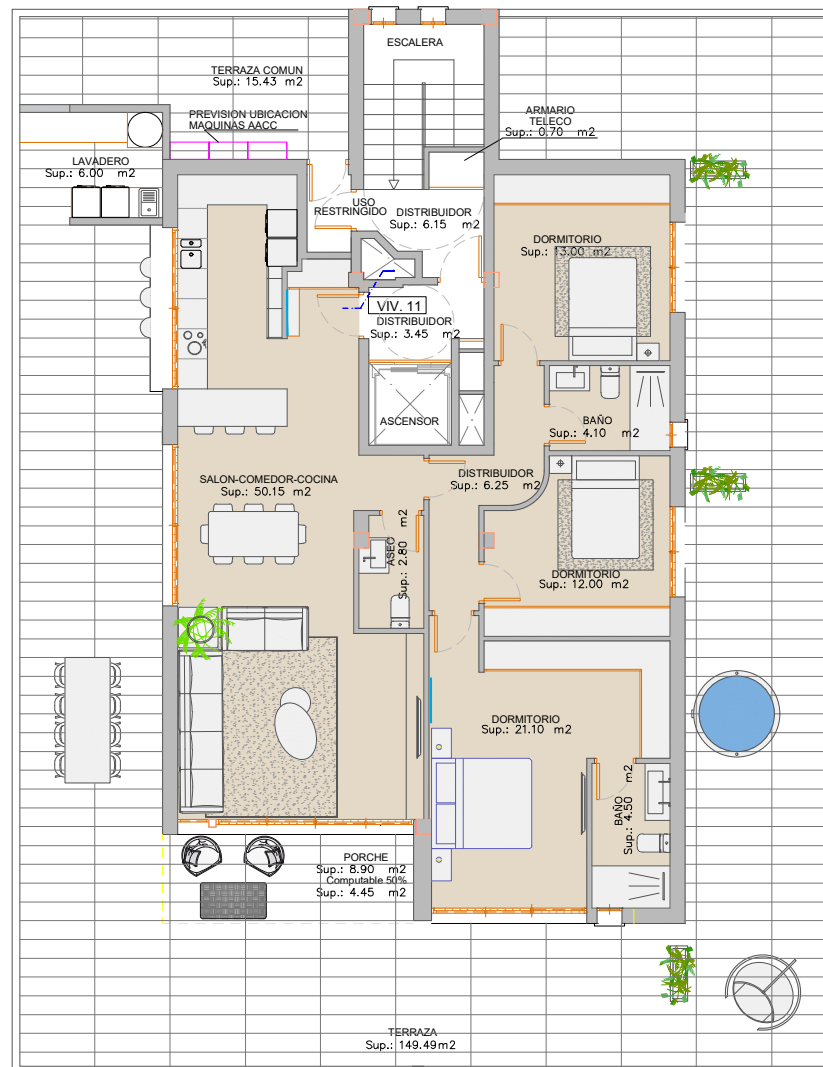 ESCALERA
TERRAZA COMUN
Sup.: 15.43 m2
PREVISION UBICACION
MAQUINAS AACC
ARMARIO
TELECO
Sup.: 0.70 m2
LAVADERO
Sup.: 6.00 m2
USO
RESTRINGIDO
DISTRIBUIDOR
Sup.: 6.15 m2
DORMITORIO
Sup.: 13.00 m2
VIV. 11
DISTRIBUIDOR
Sup.: 3.45 m2
ASCENSOR
BAÑO
Sup.: 4.10 m2
SALON-COMEDOR-COCINA
Sup.: 50.15 m2
DISTRIBUIDOR
Sup.: 6.25 m2
ASEO
Sup.: 2.80 m2
DORMITORIO
Sup.: 12.00 m2
DORMITORIO
Sup.: 21.10 m2
BAÑO
Sup.: 4.50 m2
PORCHE
Sup.: 8.90 m2
Computable 50%
Sup.: 4.45 m2
TERRAZA
Sup.: 149.49m2